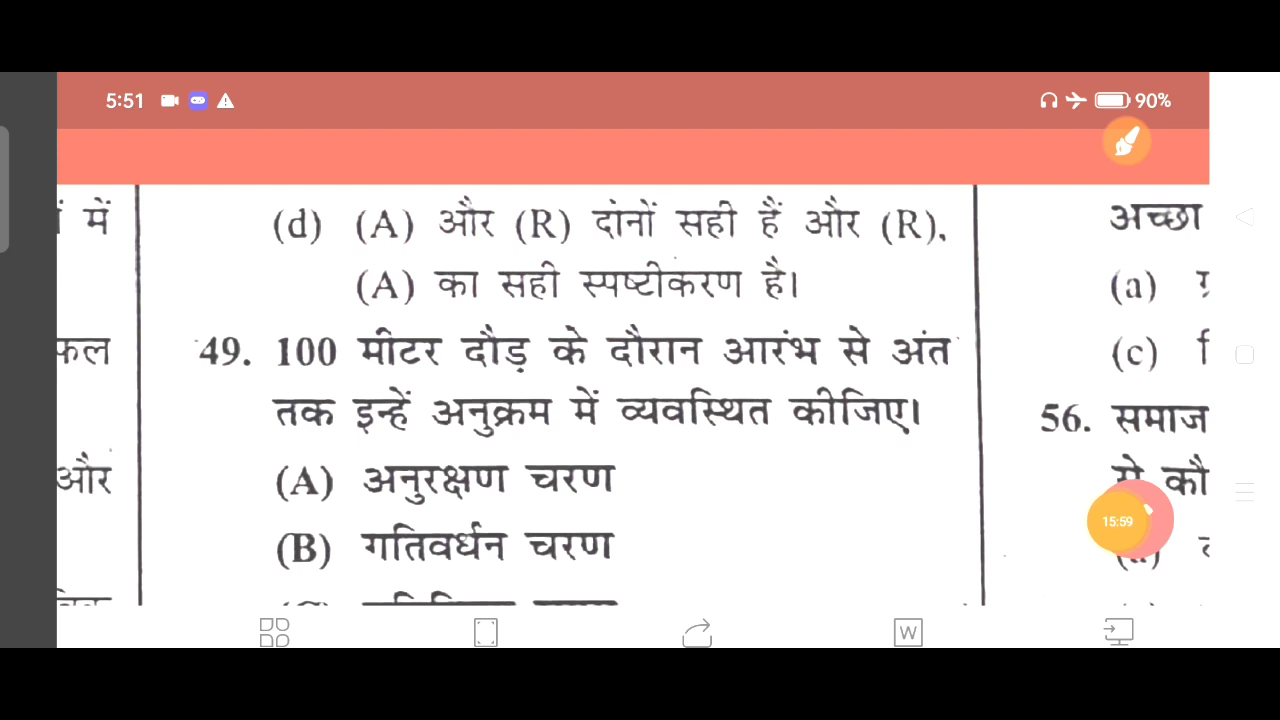 5:51
90%
ं में
(d) (A) और (R) दोनों सही हैं और (R),
(A) का सही स्पष्टीकरण है।
49. 100 मीटर दौड़ के दौरान आरंभ से अंत
तक इन्हें अनुक्रम में व्यवस्थित कीजिए।
(A) अनुरक्षण चरण
(B) गतिवर्धन चरण
फल
और
अच्छा
(a)
(c)
56. समाज
से कौ
15:59
W